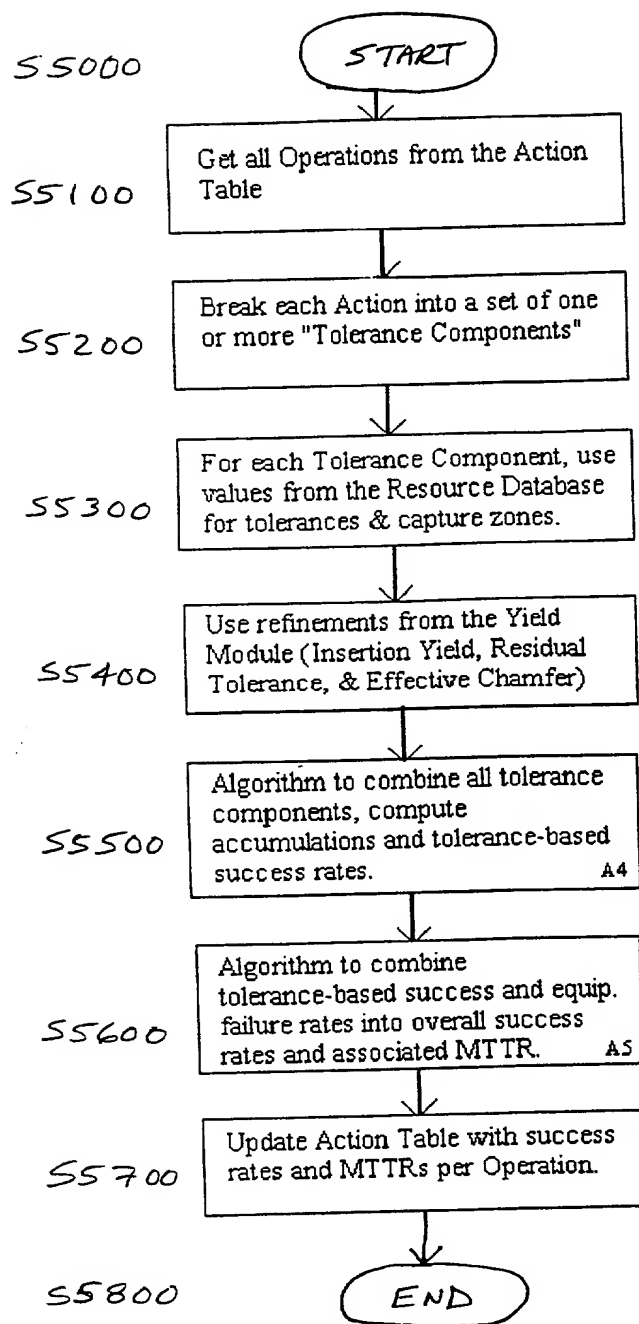 S5000
START
S5100
Get all Operations from the Action
Table
S5200
Break each Action into a set of one
or more "Tolerance Components"
S5300
For each Tolerance Component, use
values from the Resource Database
for tolerances & capture zones.
S5400
Use refinements from the Yield
Module (Insertion Yield, Residual
Tolerance, & Effective Chamfer)
S5500
Algorithm to combine all tolerance
components, compute
accumulations and tolerance-based
success rates. A4
S5600
Algorithm to combine
tolerance-based success and equip.
failure rates into overall success
rates and associated MTTR. A5
S5700
Update Action Table with success
rates and MTTRs per Operation.
S5800
END